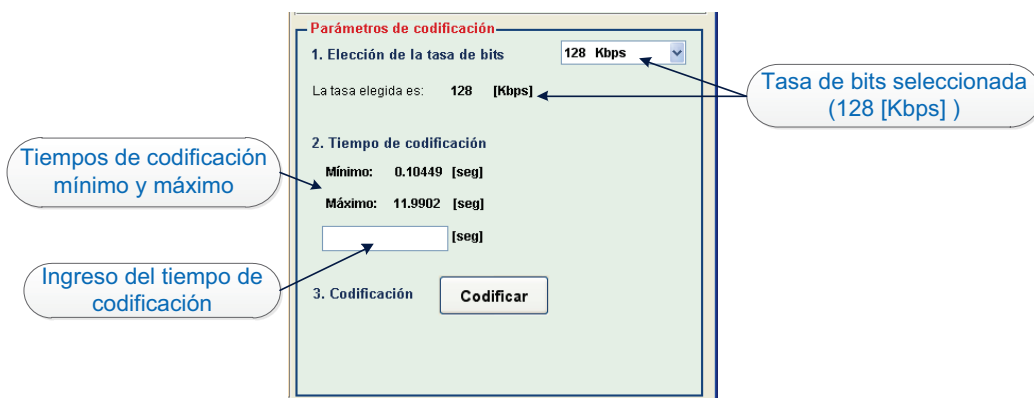 Parámetros de codificación
1. Elección de la tasa de bits
128 Kbps
La tasa elegida es: 128 [Kbps]
Tasa de bits seleccionada
(128 [Kbps] )
2. Tiempo de codificación
Tiempos de codificación
mínimo y máximo
Mínimo: 0.10449 [seg]
Máximo: 11.9902 [seg]
[seg]
Ingreso del tiempo de
codificación
3. Codificación
Codificar